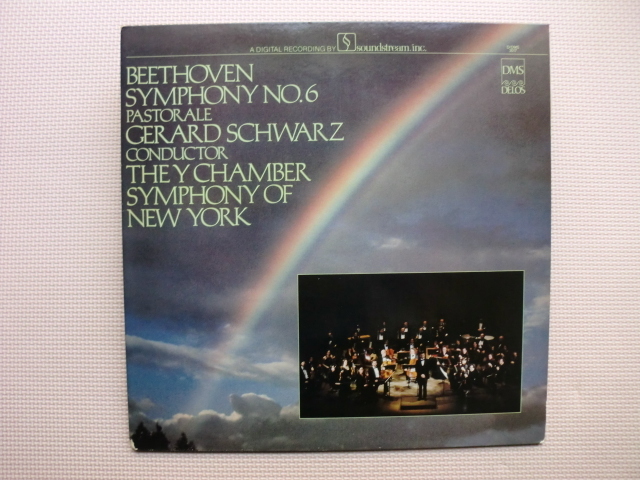 A DIGITAL RECORDING BY S soundstream, inc.
BEETHOVEN
SYMPHONY NO.6
PASTORALE
GERARD SCHWARZ
CONDUCTOR
THE Y CHAMBER
SYMPHONY OF
NEW YORK
DMS
DELOS